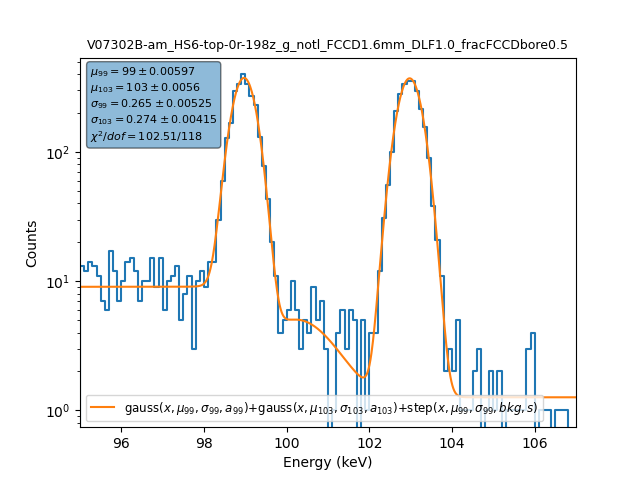 V07302B-am_HS6-top-0r-198z_g_notl_FCCD1.6mm_DLF1.0_fracFCCDbore0.5
μ₉₉ = 99 ± 0.00597
μ₁₀₃ = 103 ± 0.0056
σ₉₉ = 0.265 ± 0.00525
σ₁₀₃ = 0.274 ± 0.00415
χ²/dof = 102.51/118
10²
10¹
10⁰
Counts
gauss(x, μ₉₉, σ₉₉, a₉₉)+gauss(x, μ₁₀₃, σ₁₀₃, a₁₀₃)+step(x, μ₉₉, σ₉₉, bkg, s)
96 98 100 102 104 106
Energy (keV)